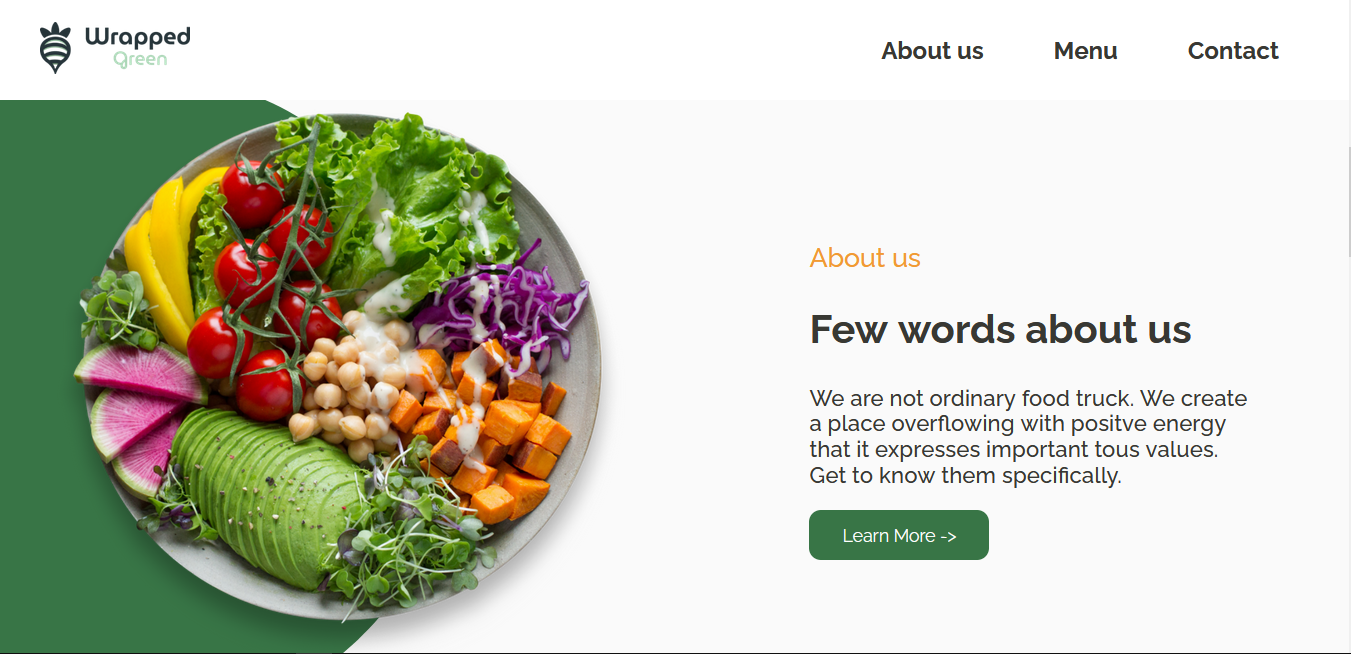 Wrapped
green
About us
Menu
Contact
About us
Few words about us
We are not ordinary food truck. We create
a place overflowing with positve energy
that it expresses important tous values.
Get to know them specifically.
Learn More ->